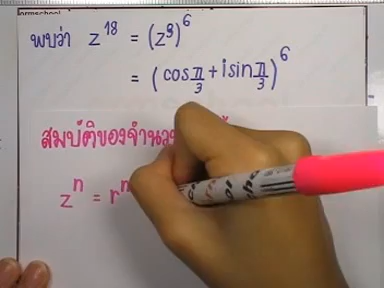 พบว่า z¹⁸ = (z³)⁶
= (cos π/3 + i sin π/3)⁶
สมบัติของจำนวน
zⁿ = rⁿ